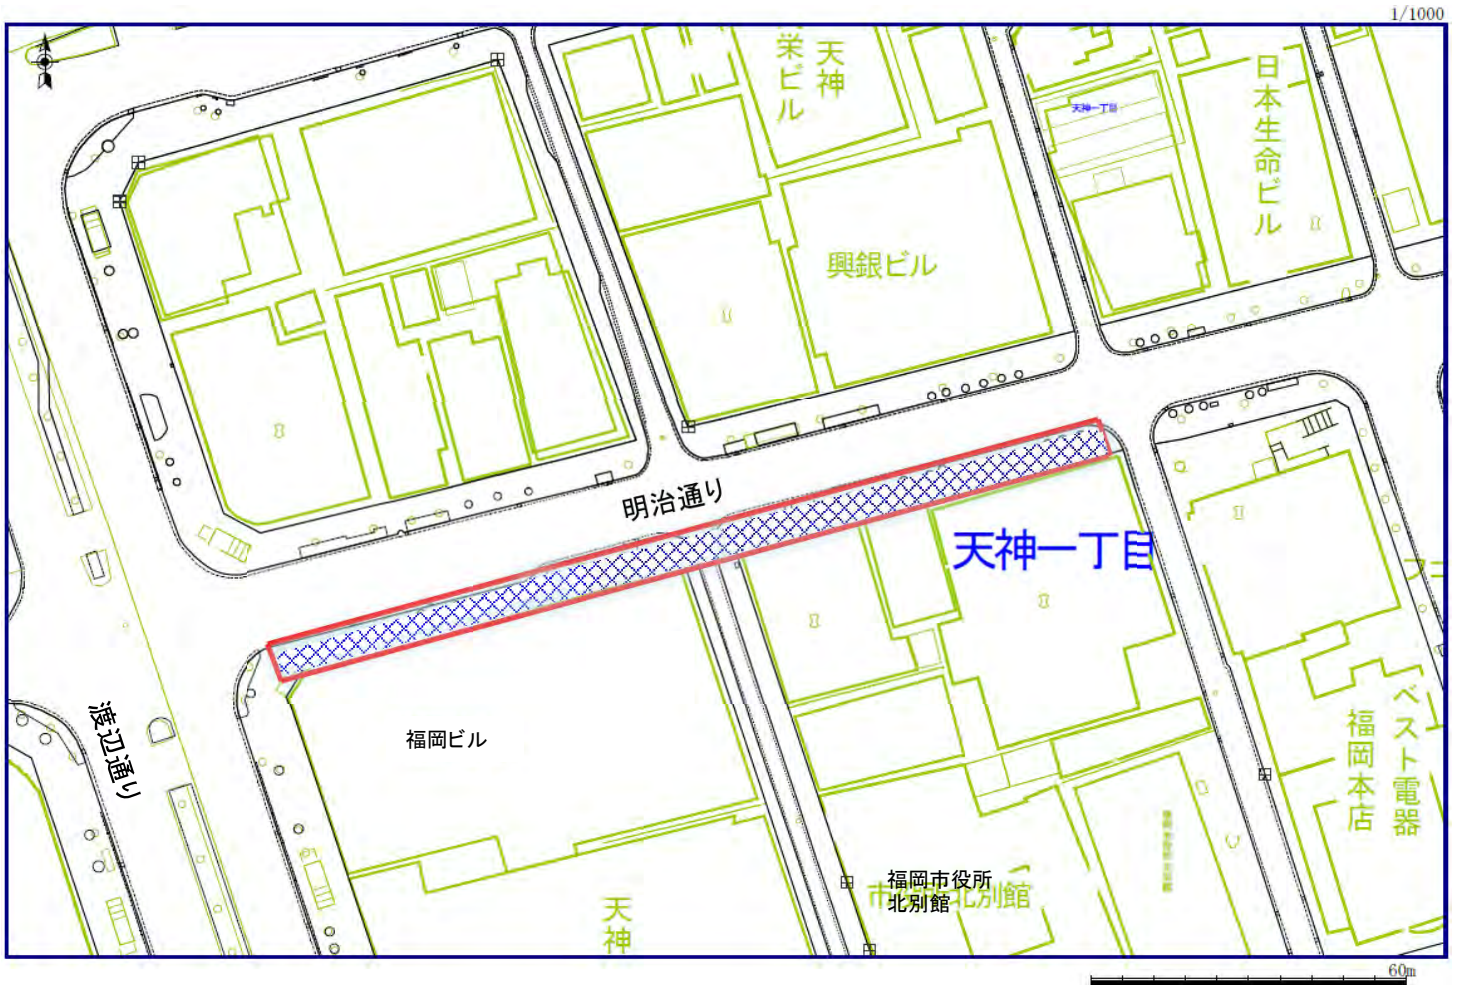 1/1000
天神
栄ビル
日本生命ビル
天神一丁目
興銀ビル
明治通り
天神一丁目
渡辺通り
福岡ビル
ベスト電器
福岡本店
福岡市役所
北別館
市役所北別館
天神
60m